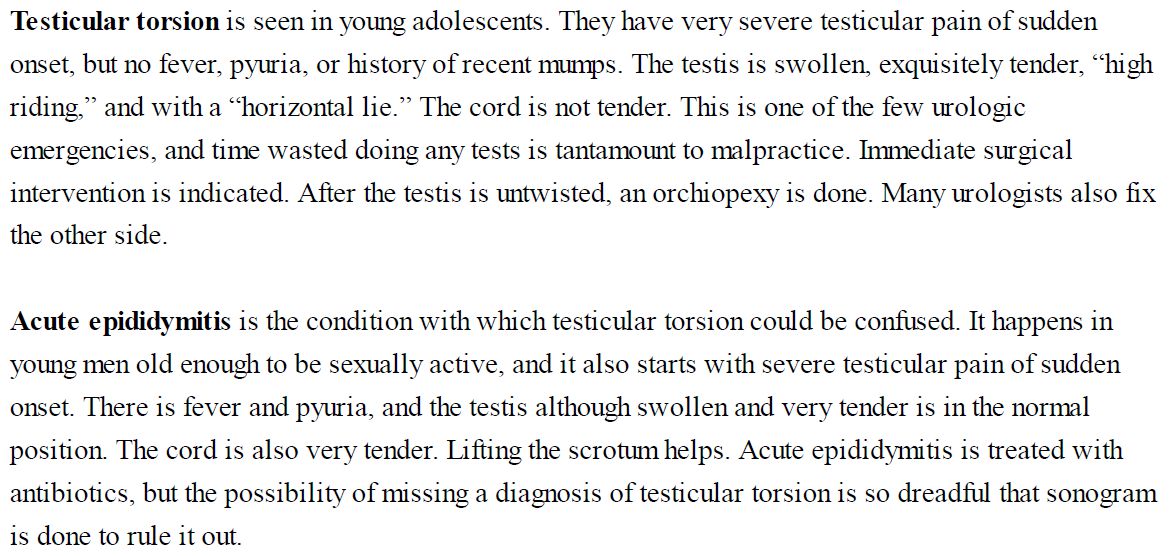 Testicular torsion is seen in young adolescents. They have very severe testicular pain of sudden
onset, but no fever, pyuria, or history of recent mumps. The testis is swollen, exquisitely tender, “high
riding,” and with a “horizontal lie.” The cord is not tender. This is one of the few urologic
emergencies, and time wasted doing any tests is tantamount to malpractice. Immediate surgical
intervention is indicated. After the testis is untwisted, an orchiopexy is done. Many urologists also fix
the other side.
Acute epididymitis is the condition with which testicular torsion could be confused. It happens in
young men old enough to be sexually active, and it also starts with severe testicular pain of sudden
onset. There is fever and pyuria, and the testis although swollen and very tender is in the normal
position. The cord is also very tender. Lifting the scrotum helps. Acute epididymitis is treated with
antibiotics, but the possibility of missing a diagnosis of testicular torsion is so dreadful that sonogram
is done to rule it out.